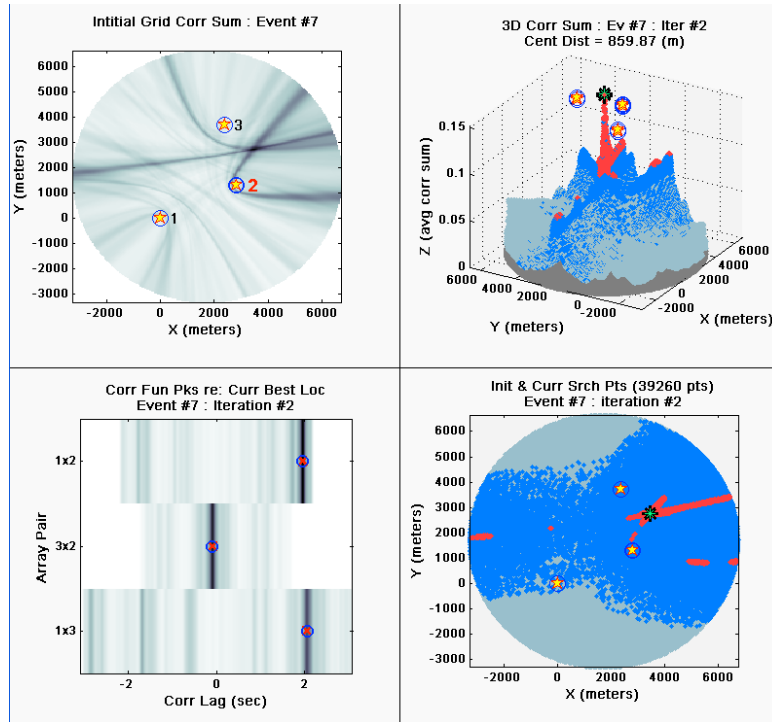 Intitial Grid Corr Sum : Event #7
6000
5000
4000
3000
2000
1000
0
-1000
-2000
-3000
Y (meters)
3
2
1
-2000 0 2000 4000 6000
X (meters)
3D Corr Sum : Ev #7 : Iter #2
Cent Dist = 859.87 (m)
0.15
0.1
0.05
0
Z (avg corr sum)
6000
4000
2000
0
-2000
Y (meters)
-2000
0
2000
4000
6000
X (meters)
Corr Fun Pks re: Curr Best Loc
Event #7 : Iteration #2
1x2
3x2
1x3
Array Pair
-2 0 2
Corr Lag (sec)
Init & Curr Srch Pts (39260 pts)
Event #7 : iteration #2
6000
5000
4000
3000
2000
1000
0
-1000
-2000
-3000
Y (meters)
-2000 0 2000 4000 6000
X (meters)